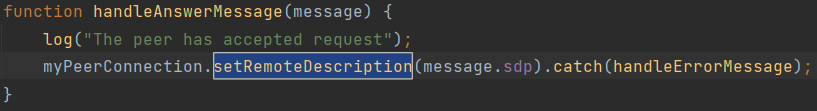 function handleAnswerMessage(message) {
    log("The peer has accepted request");
    myPeerConnection.setRemoteDescription(message.sdp).catch(handleErrorMessage);
}